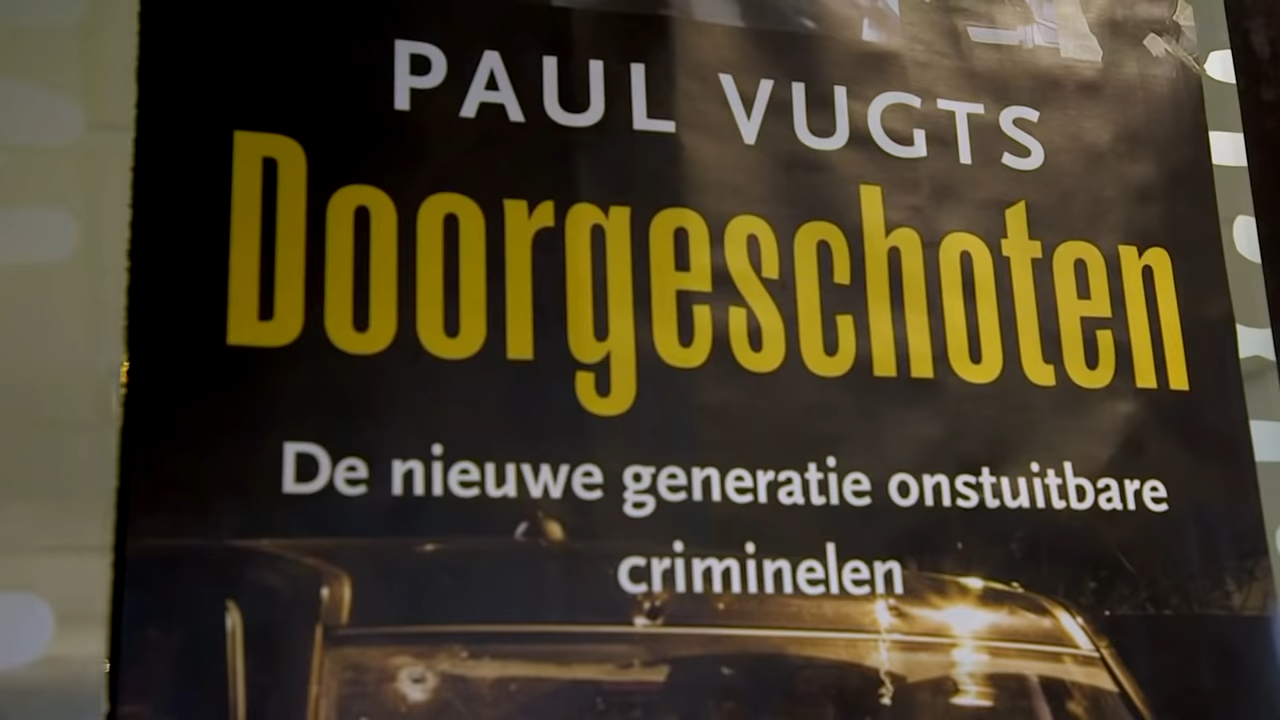 PAUL VUGTS
Doorgeschoten
De nieuwe generatie onstuitbare
criminelen